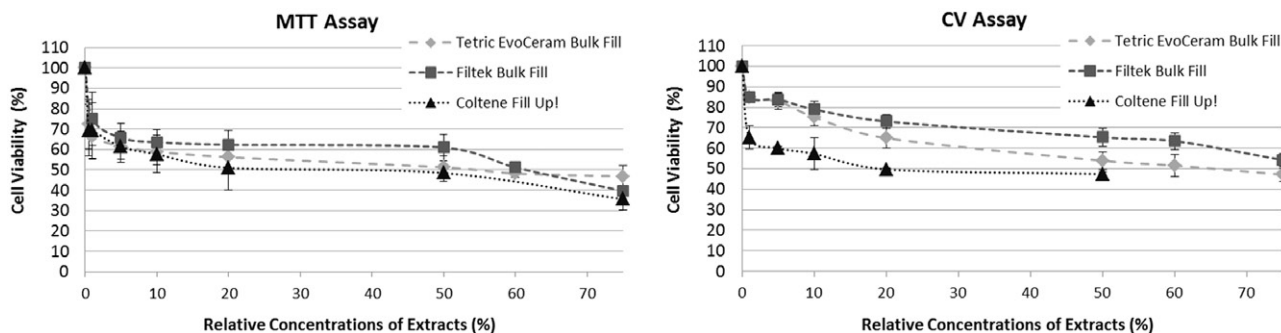 MTT Assay
110
100
90
80
70
60
50
40
30
20
10
0
Cell Viability (%)
Tetric EvoCeram Bulk Fill
Filtek Bulk Fill
Coltene Fill Up!
0 10 20 30 40 50 60 70
Relative Concentrations of Extracts (%)
CV Assay
110
100
90
80
70
60
50
40
30
20
10
0
Cell Viability (%)
Tetric EvoCeram Bulk Fill
Filtek Bulk Fill
Coltene Fill Up!
0 10 20 30 40 50 60 70
Relative Concentrations of Extracts (%)